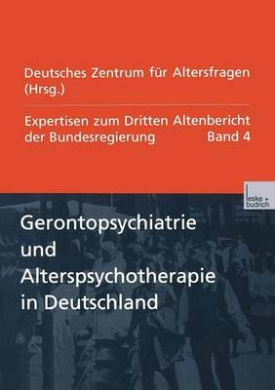 Deutsches Zentrum für Altersfragen
(Hrsg.)
Expertisen zum Dritten Altenbericht
der Bundesregierung Band 4
leske +
budrich
Gerontopsychiatrie
und
Alterspsychotherapie
in Deutschland